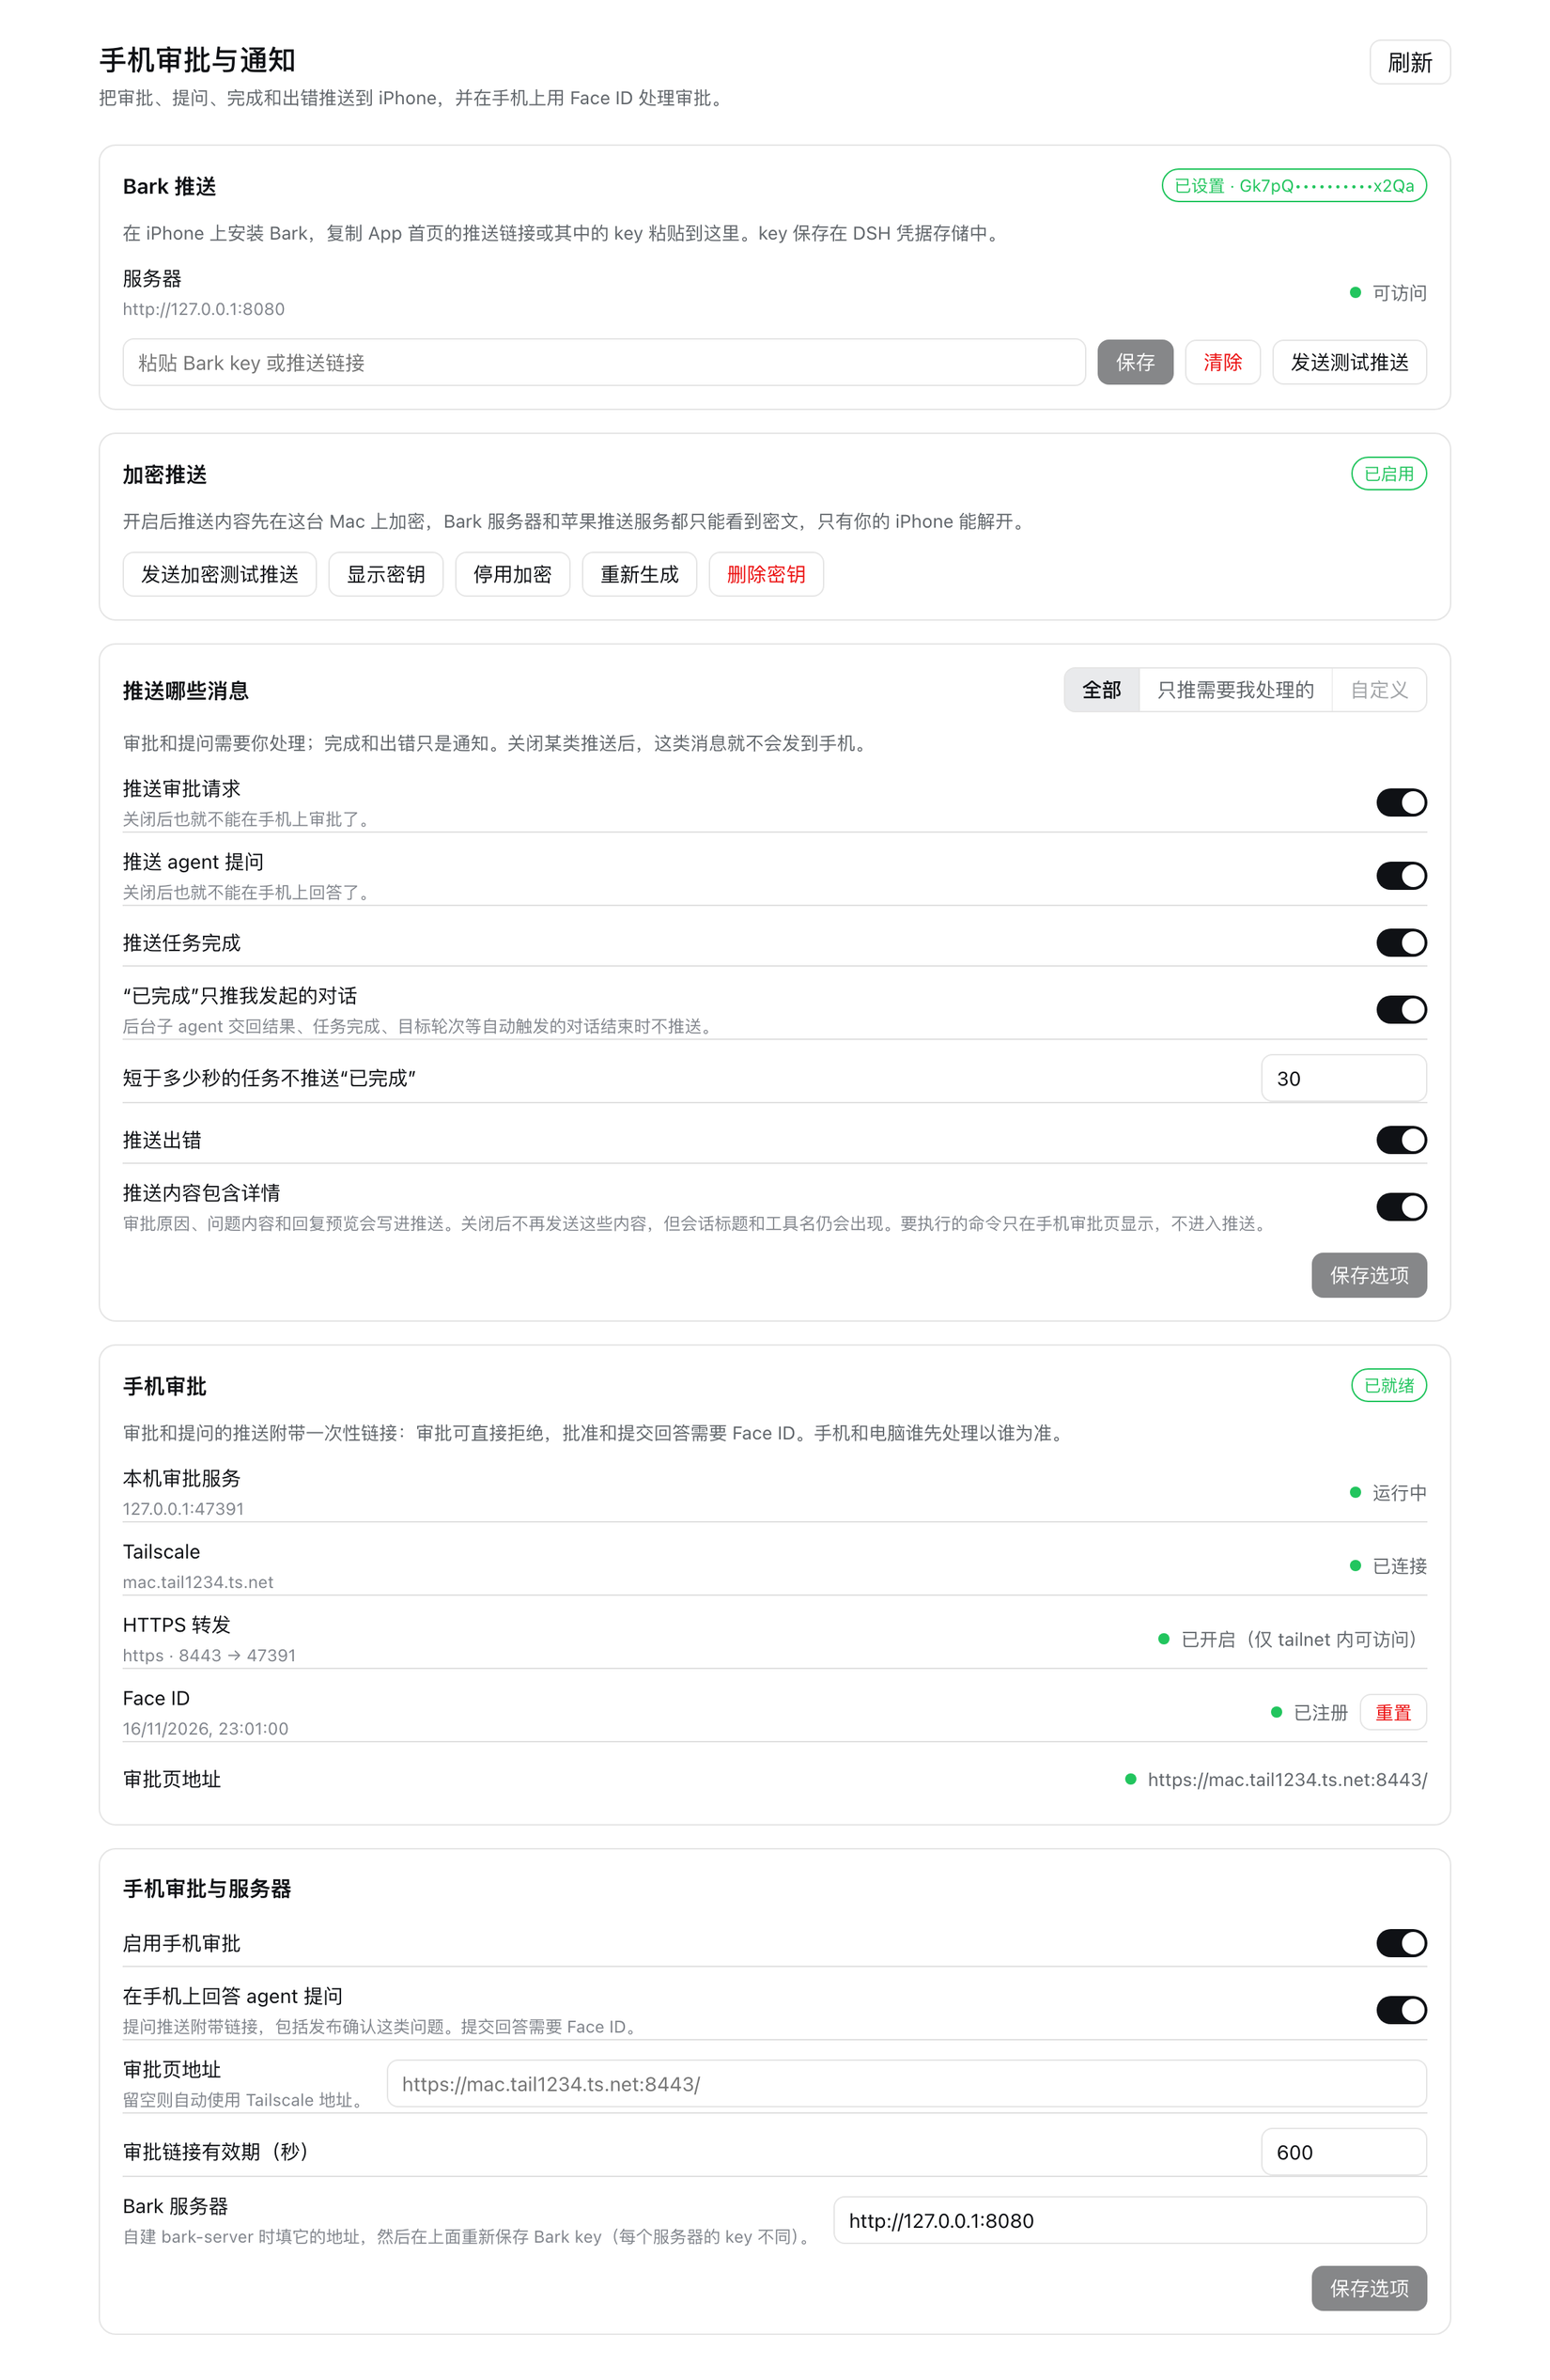 手机审批与通知
刷新
把审批、提问、完成和出错推送到 iPhone，并在手机上用 Face ID 处理审批。
Bark 推送
已设置 · Gk7pQ••••••••••x2Qa
在 iPhone 上安装 Bark，复制 App 首页的推送链接或其中的 key 粘贴到这里。key 保存在 DSH 凭据存储中。
服务器
http://127.0.0.1:8080
可访问
粘贴 Bark key 或推送链接
保存
清除
发送测试推送
加密推送
已启用
开启后推送内容先在这台 Mac 上加密，Bark 服务器和苹果推送服务都只能看到密文，只有你的 iPhone 能解开。
发送加密测试推送
显示密钥
停用加密
重新生成
删除密钥
推送哪些消息
全部
只推需要我处理的
自定义
审批和提问需要你处理；完成和出错只是通知。关闭某类推送后，这类消息就不会发到手机。
推送审批请求
关闭后也就不能在手机上审批了。
推送 agent 提问
关闭后也就不能在手机上回答了。
推送任务完成
“已完成”只推我发起的对话
后台子 agent 交回结果、任务完成、目标轮次等自动触发的对话结束时不推送。
短于多少秒的任务不推送“已完成”
30
推送出错
推送内容包含详情
审批原因、问题内容和回复预览会写进推送。关闭后不再发送这些内容，但会话标题和工具名仍会出现。要执行的命令只在手机审批页显示，不进入推送。
保存选项
手机审批
已就绪
审批和提问的推送附带一次性链接：审批可直接拒绝，批准和提交回答需要 Face ID。手机和电脑谁先处理以谁为准。
本机审批服务
127.0.0.1:47391
运行中
Tailscale
mac.tail1234.ts.net
已连接
HTTPS 转发
https · 8443 → 47391
已开启（仅 tailnet 内可访问）
Face ID
16/11/2026, 23:01:00
已注册
重置
审批页地址
https://mac.tail1234.ts.net:8443/
手机审批与服务器
启用手机审批
在手机上回答 agent 提问
提问推送附带链接，包括发布确认这类问题。提交回答需要 Face ID。
审批页地址
留空则自动使用 Tailscale 地址。
https://mac.tail1234.ts.net:8443/
审批链接有效期（秒）
600
Bark 服务器
自建 bark-server 时填它的地址，然后在上面重新保存 Bark key（每个服务器的 key 不同）。
http://127.0.0.1:8080
保存选项